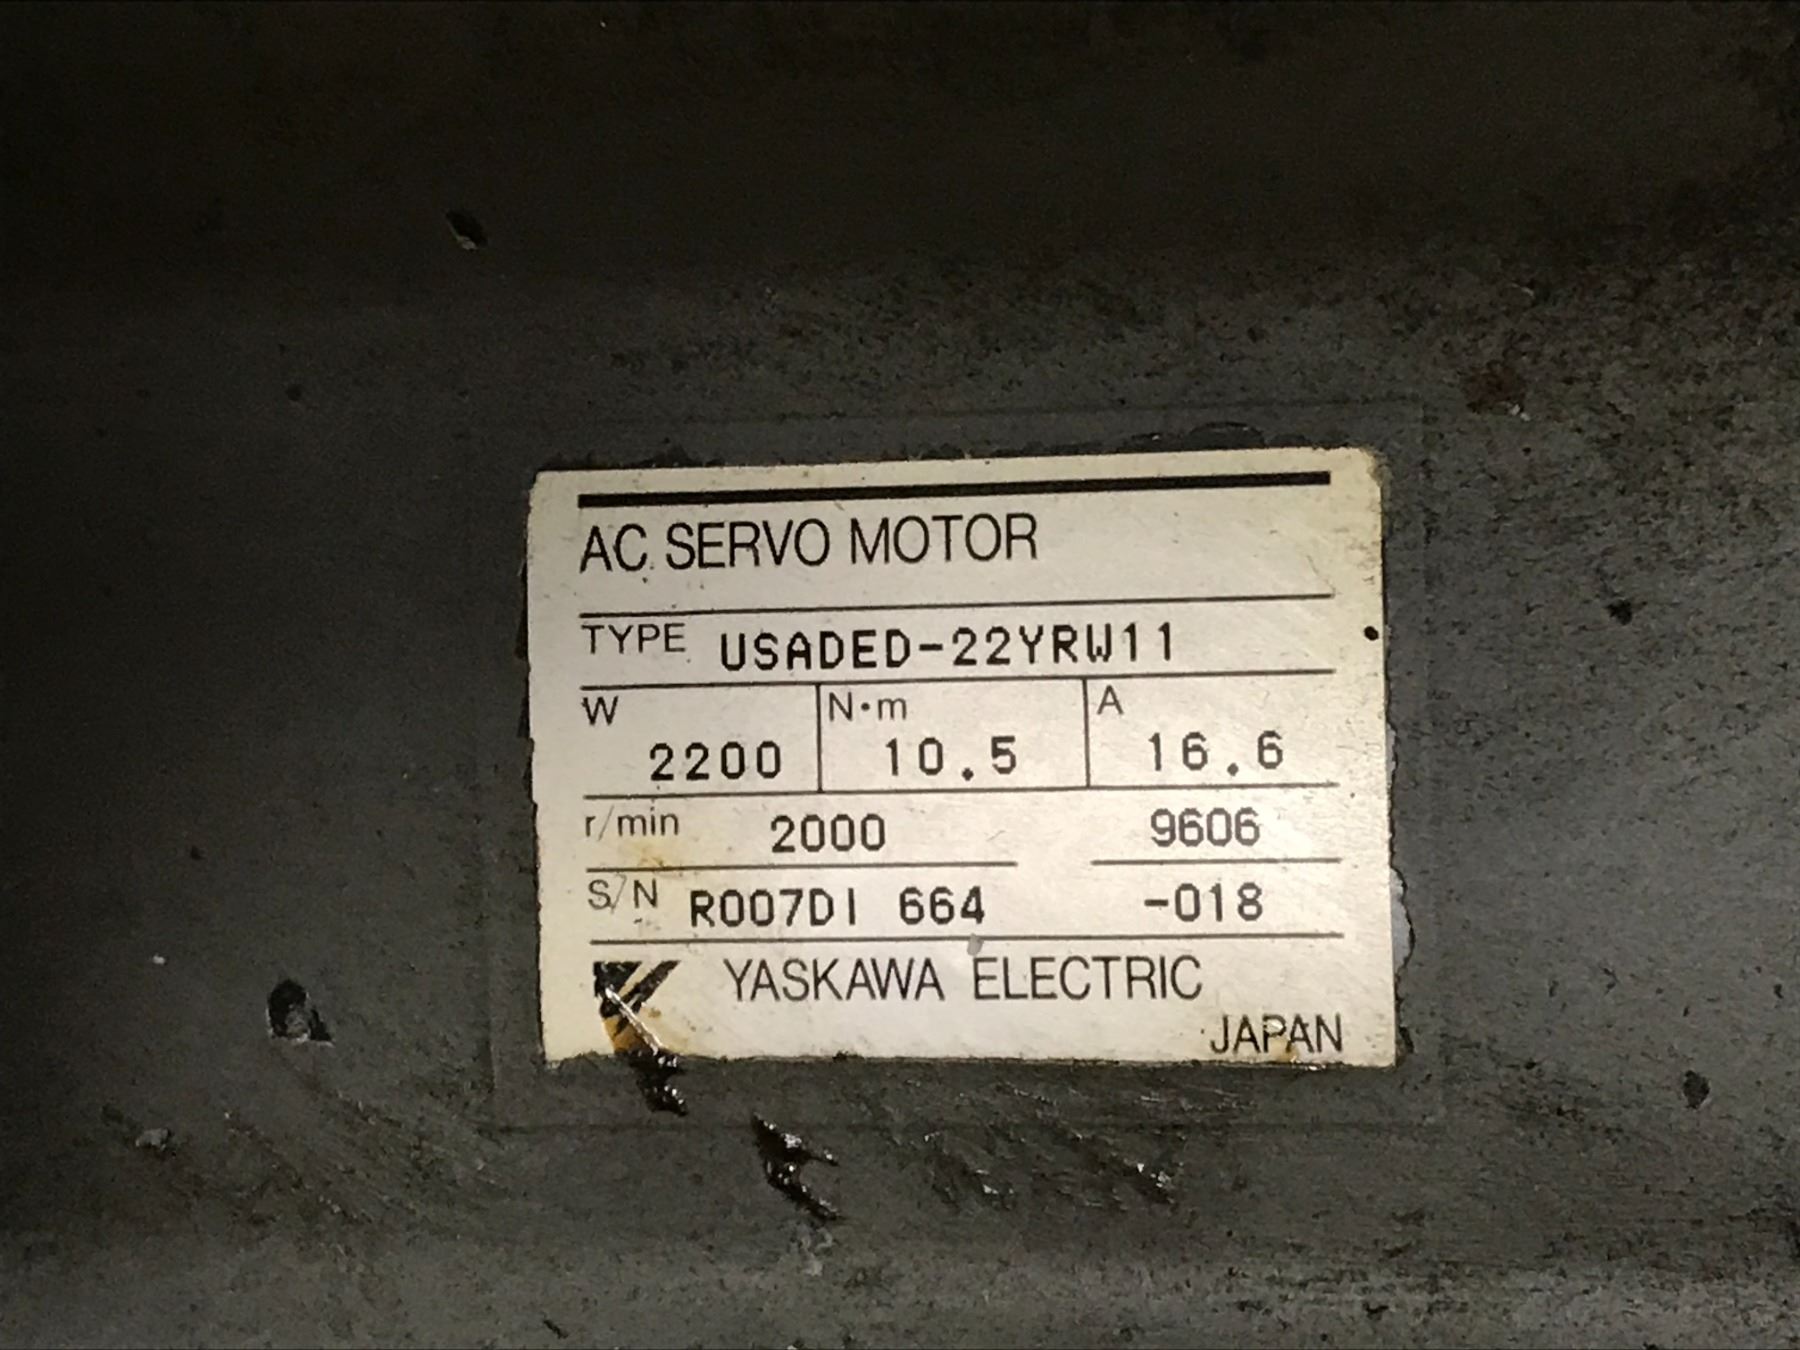 AC SERVO MOTOR
TYPE USADED-22YRW11
W N·m A
2200 10.5 16.6
r/min 2000 9606
S/N R007DI 664 -018
YASKAWA ELECTRIC
JAPAN